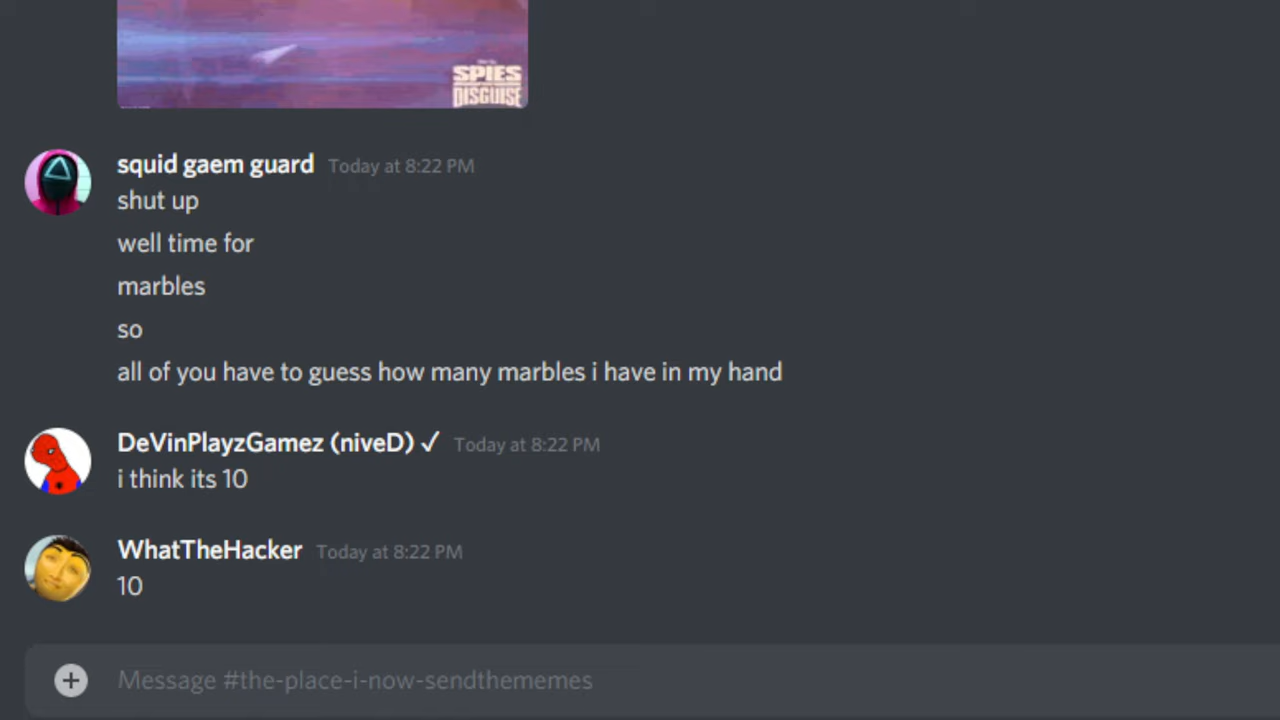 SPIES
DISGUISE
squid gaem guard Today at 8:22 PM
shut up
well time for
marbles
so
all of you have to guess how many marbles i have in my hand
DeVinPlayzGamez (niveD) ✓ Today at 8:22 PM
i think its 10
WhatTheHacker Today at 8:22 PM
10
Message #the-place-i-now-sendthememes